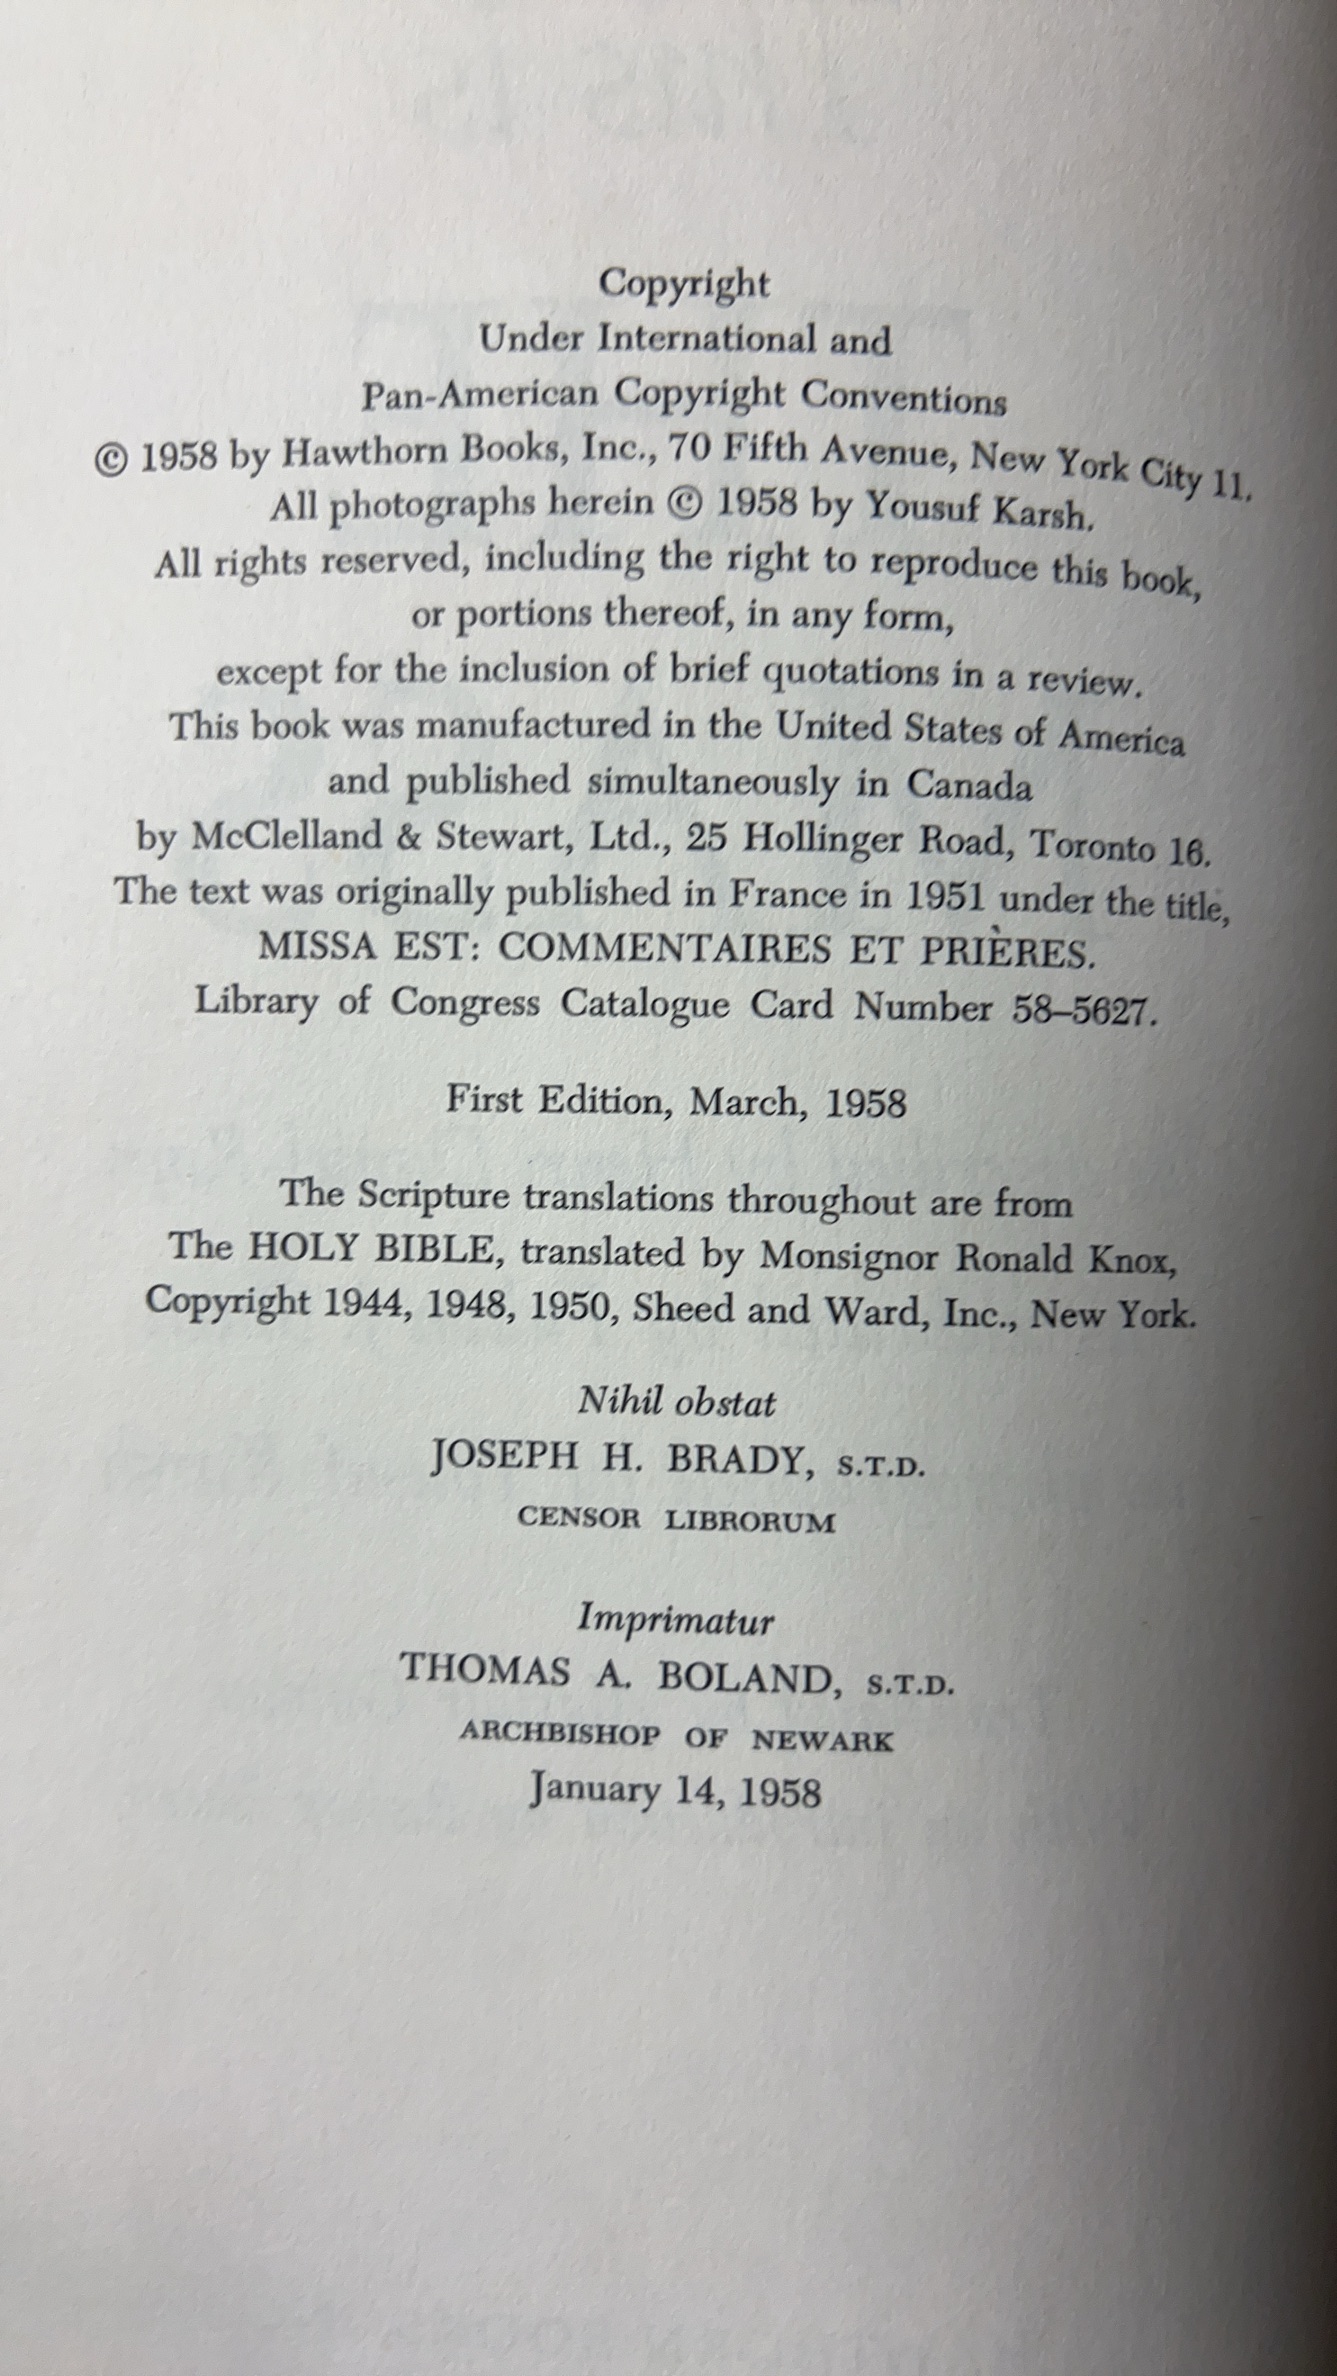 Copyright
Under International and
Pan-American Copyright Conventions
© 1958 by Hawthorn Books, Inc., 70 Fifth Avenue, New York City 11.
All photographs herein © 1958 by Yousuf Karsh.
All rights reserved, including the right to reproduce this book,
or portions thereof, in any form,
except for the inclusion of brief quotations in a review.
This book was manufactured in the United States of America
and published simultaneously in Canada
by McClelland & Stewart, Ltd., 25 Hollinger Road, Toronto 16.
The text was originally published in France in 1951 under the title,
MISSA EST: COMMENTAIRES ET PRIÈRES.
Library of Congress Catalogue Card Number 58–5627.
First Edition, March, 1958
The Scripture translations throughout are from
The HOLY BIBLE, translated by Monsignor Ronald Knox,
Copyright 1944, 1948, 1950, Sheed and Ward, Inc., New York.
Nihil obstat
JOSEPH H. BRADY, S.T.D.
CENSOR LIBRORUM
Imprimatur
THOMAS A. BOLAND, S.T.D.
ARCHBISHOP OF NEWARK
January 14, 1958